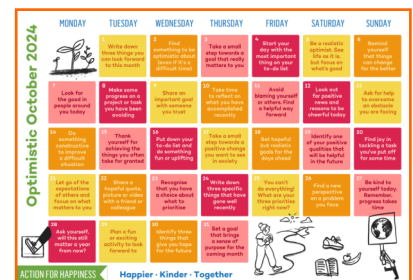 Optimistic October 2024
MONDAY TUESDAY WEDNESDAY THURSDAY FRIDAY SATURDAY SUNDAY
1
Write down
three things you
can look forward
to this month
2
Find
something to be
optimistic about
(even if it's a
difficult time)
3
Take a small
step towards a
goal that really
matters to you
4
Start your
day with the
most important
thing on your
to-do list
5
Be a realistic
optimist. See
life as it is,
but focus on
what's good
6
Remind
yourself
that things
can change for
the better
7
Look for
the good in
people around
you today
8
Make some
progress on a
project or task
you have been
avoiding
9
Share an
important goal
with someone
you trust
10
Take time
to reflect on
what you have
accomplished
recently
11
Avoid
blaming yourself
or others. Find
a helpful way
forward
12
Look out
for positive
news and
reasons to be
cheerful today
13
Ask for help
to overcome
an obstacle
you are facing
14
Do
something
constructive to
improve a
difficult
situation
15
Thank
yourself for
achieving the
things you often
take for granted
16
Put down
your to-do list
and do something
fun or uplifting
17
Take a small
step towards a
positive change
you want to see
in society
18
Set hopeful
but realistic
goals for the
days ahead
19
Identify one
of your positive
qualities that
will be helpful
in the future
20
Find joy in
tackling a task
you've put off
for some time
21
Let go of the
expectations of
others and focus
on what matters
to you
22
Share a
hopeful quote,
picture or video
with a friend
or colleague
23
Recognise
that you have
a choice about
what to
prioritise
24
Write down
three specific
things that
have gone well
recently
25
You can't
do everything!
What are your
three priorities
right now?
26
Find a new
perspective on
a problem
you face
27
Be kind to
yourself today.
Remember,
progress takes
time
28
Ask yourself,
will this still
matter a year
from now?
29
Plan a fun
or exciting
activity to look
forward to
30
Identify three
things that
give you hope
for the future
31
Set a goal
that brings
a sense of
purpose for the
coming month
ACTION FOR HAPPINESS
Happier · Kinder · Together